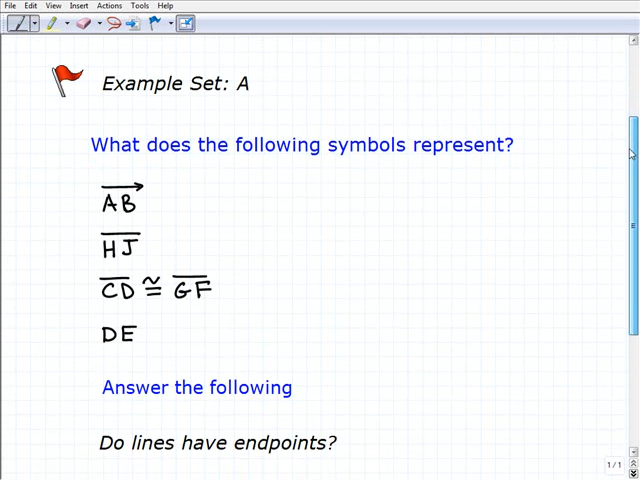 File Edit View Insert Actions Tools Help
Example Set: A
What does the following symbols represent?
AB
HJ
CD ≅ GF
DE
Answer the following
Do lines have endpoints?
1/1